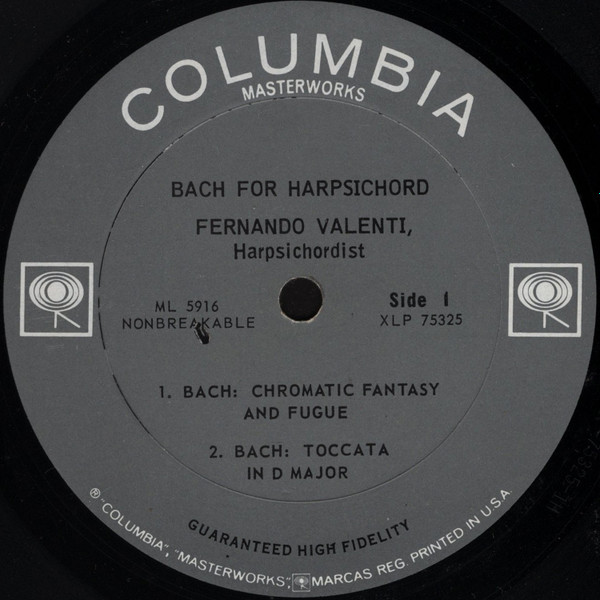 COLUMBIA
MASTERWORKS
BACH FOR HARPSICHORD
FERNANDO VALENTI,
Harpsichordist
ML 5916
NONBREAKABLE
Side 1
XLP 75325
1. BACH: CHROMATIC FANTASY
AND FUGUE
2. BACH: TOCCATA
IN D MAJOR
GUARANTEED HIGH FIDELITY
® "COLUMBIA", "MASTERWORKS", MARCAS REG. PRINTED IN U.S.A.